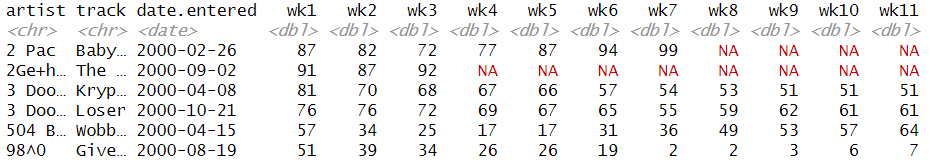 artist track date.entered wk1 wk2 wk3 wk4 wk5 wk6 wk7 wk8 wk9 wk10 wk11
<chr> <chr> <date> <dbl> <dbl> <dbl> <dbl> <dbl> <dbl> <dbl> <dbl> <dbl> <dbl> <dbl>
2 Pac Baby… 2000-02-26 87 82 72 77 87 94 99 NA NA NA NA
2Ge+h… The … 2000-09-02 91 87 92 NA NA NA NA NA NA NA NA
3 Doo… Kryp… 2000-04-08 81 70 68 67 66 57 54 53 51 51 51
3 Doo… Loser 2000-10-21 76 76 72 69 67 65 55 59 62 61 61
504 B… Wobb… 2000-04-15 57 34 25 17 17 31 36 49 53 57 64
98^0 Give… 2000-08-19 51 39 34 26 26 19 2 2 3 6 7